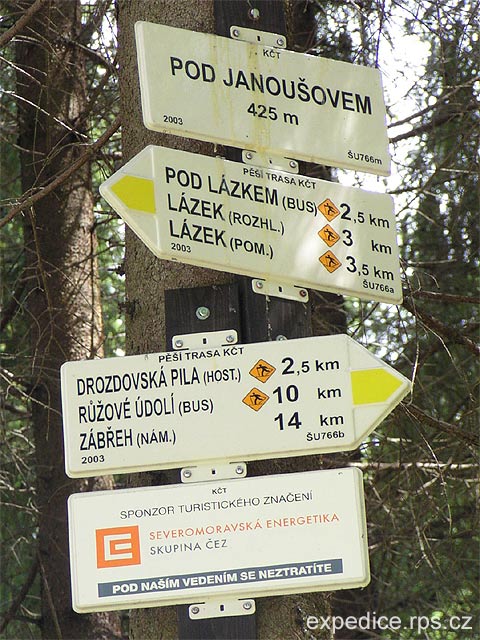 KČT
POD JANOUŠOVEM
425 m
2003 ŠU766m
PĚŠÍ TRASA KČT
POD LÁZKEM (BUS) 2,5 km
LÁZEK (ROZHL.) 3 km
LÁZEK (POM.) 3,5 km
2003 ŠU766a
PĚŠÍ TRASA KČT
DROZDOVSKÁ PILA (HOST.) 2,5 km
RŮŽOVÉ ÚDOLÍ (BUS) 10 km
ZÁBŘEH (NÁM.) 14 km
2003 ŠU766b
KČT
SPONZOR TURISTICKÉHO ZNAČENÍ
SEVEROMORAVSKÁ ENERGETIKA
SKUPINA ČEZ
POD NAŠÍM VEDENÍM SE NEZTRATÍTE
expedice.rps.cz